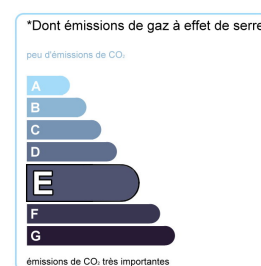 *Dont émissions de gaz à effet de serre
peu d'émissions de CO₂
A
B
C
D
E
F
G
émissions de CO₂ très importantes